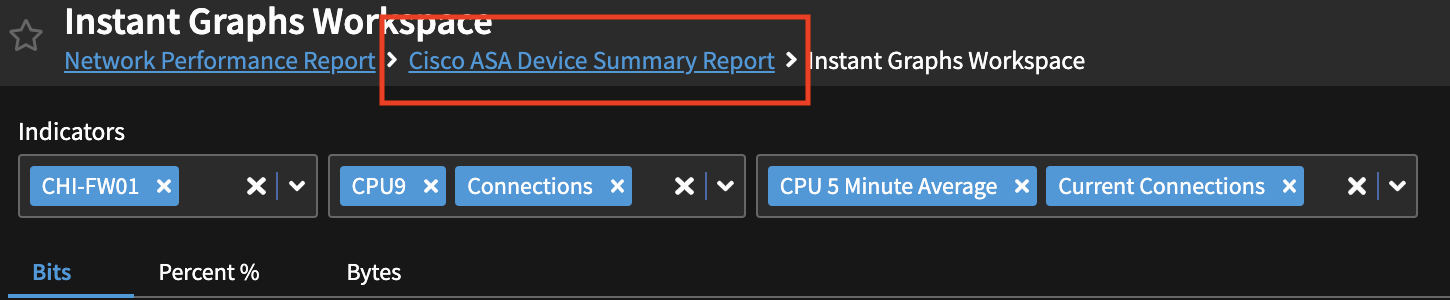 Instant Graphs Workspace
Network Performance Report > Cisco ASA Device Summary Report > Instant Graphs Workspace
Indicators
CHI-FW01 CPU9 Connections CPU 5 Minute Average Current Connections
Bits Percent % Bytes